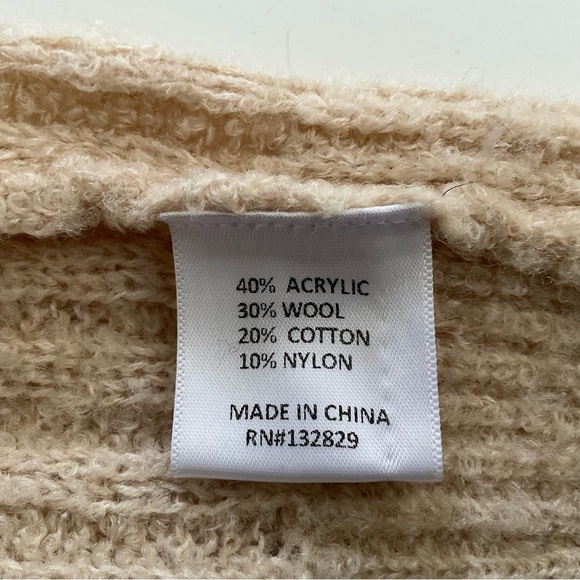 40% ACRYLIC
30% WOOL
20% COTTON
10% NYLON
MADE IN CHINA
RN#132829